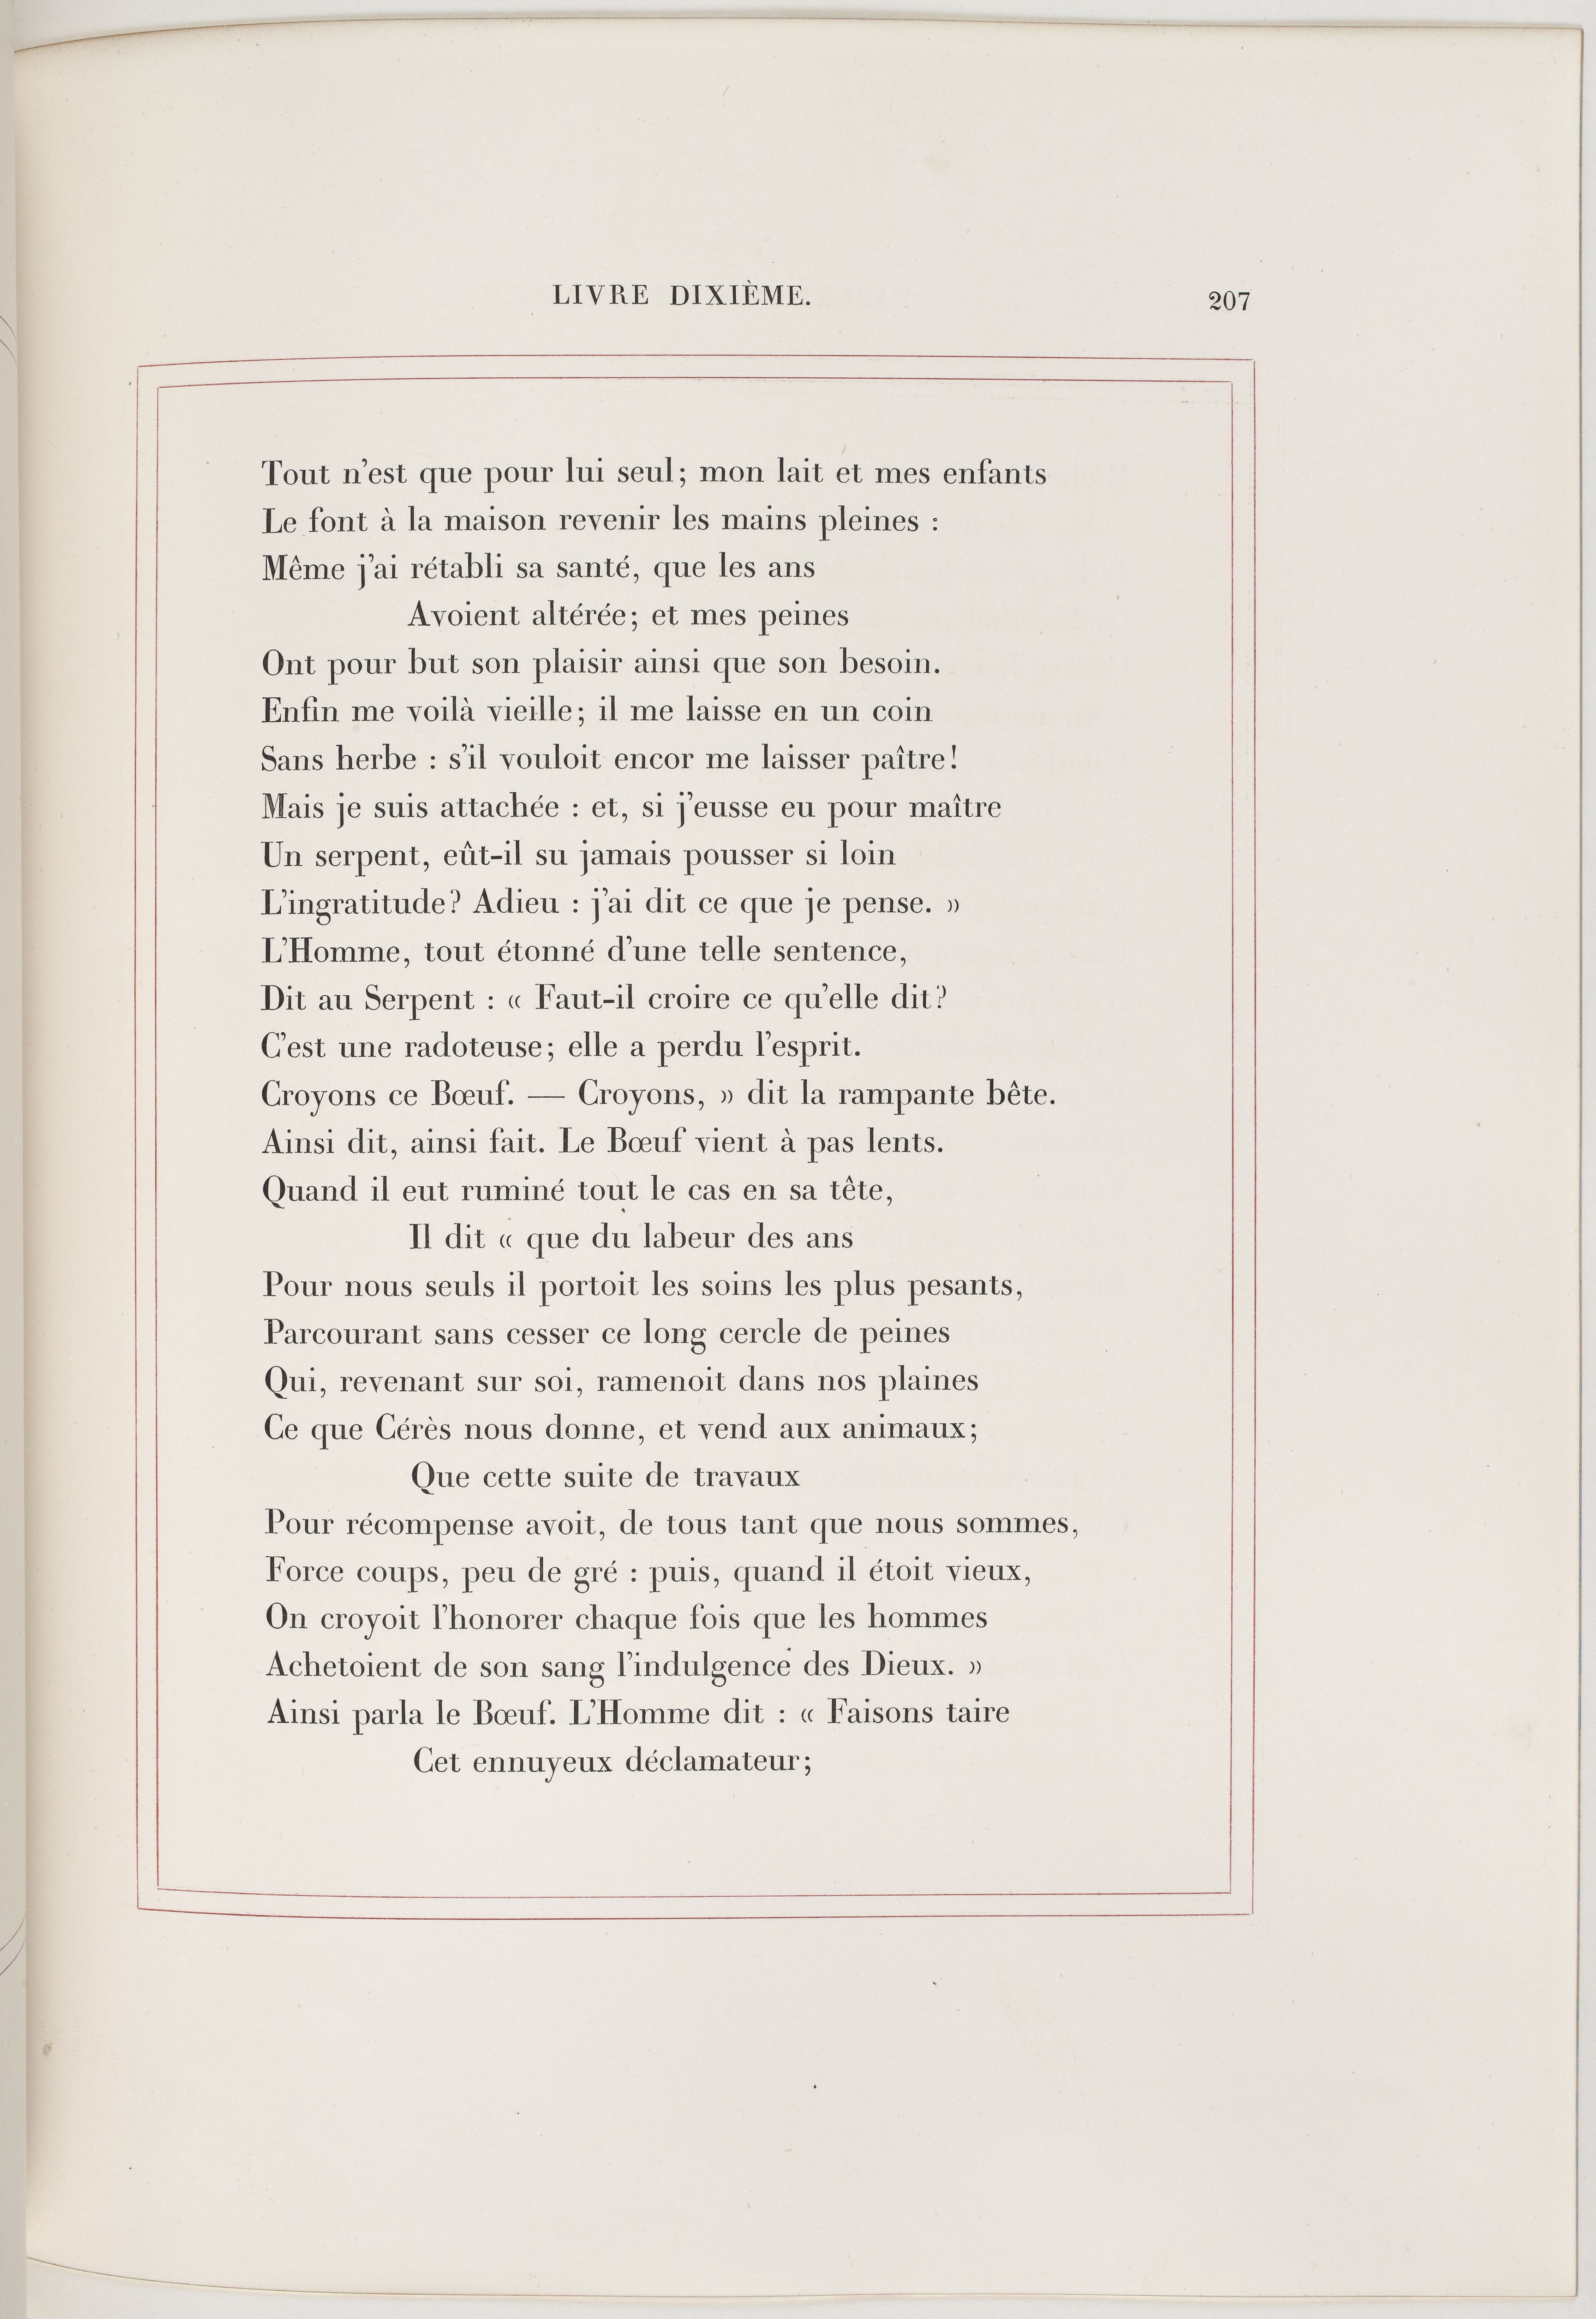 LIVRE DIXIÈME.
207
Tout n'est que pour lui seul; mon lait et mes enfants
Le font à la maison revenir les mains pleines :
Même j'ai rétabli sa santé, que les ans
Avoient altérée; et mes peines
Ont pour but son plaisir ainsi que son besoin.
Enfin me voilà vieille; il me laisse en un coin
Sans herbe : s'il vouloit encor me laisser paître!
Mais je suis attachée : et, si j'eusse eu pour maître
Un serpent, eût-il su jamais pousser si loin
L'ingratitude? Adieu : j'ai dit ce que je pense. »
L'Homme, tout étonné d'une telle sentence,
Dit au Serpent : « Faut-il croire ce qu'elle dit?
C'est une radoteuse; elle a perdu l'esprit.
Croyons ce Bœuf. — Croyons, » dit la rampante bête.
Ainsi dit, ainsi fait. Le Bœuf vient à pas lents.
Quand il eut ruminé tout le cas en sa tête,
Il dit « que du labeur des ans
Pour nous seuls il portoit les soins les plus pesants,
Parcourant sans cesser ce long cercle de peines
Qui, revenant sur soi, ramenoit dans nos plaines
Ce que Cérès nous donne, et vend aux animaux;
Que cette suite de travaux
Pour récompense avoit, de tous tant que nous sommes,
Force coups, peu de gré : puis, quand il étoit vieux,
On croyoit l'honorer chaque fois que les hommes
Achetoient de son sang l'indulgence des Dieux. »
Ainsi parla le Bœuf. L'Homme dit : « Faisons taire
Cet ennuyeux déclamateur;